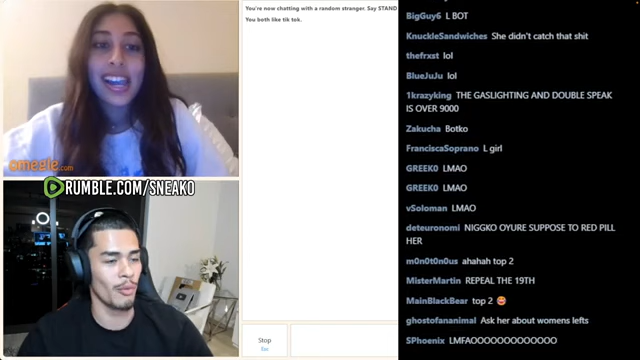 You're now chatting with a random stranger. Say STAND
You both like tik tok.
omegle.com
RUMBLE.COM/SNEAKO
Stop
Esc
BigGuy6 L BOT
KnuckleSandwiches She didn't catch that shit
thefrxst lol
BlueJuJu lol
1krazyking THE GASLIGHTING AND DOUBLE SPEAK
IS OVER 9000
Zakucha Botko
FranciscaSoprano L girl
GREEK0 LMAO
GREEK0 LMAO
vSoloman LMAO
deteuronomi NIGGKO OYURE SUPPOSE TO RED PILL
HER
m0n0t0n0us ahahah top 2
MisterMartin REPEAL THE 19TH
MainBlackBear top 2 🥵
ghostofananimal Ask her about womens lefts
SPhoenix LMFAOOOOOOOOOOOOO